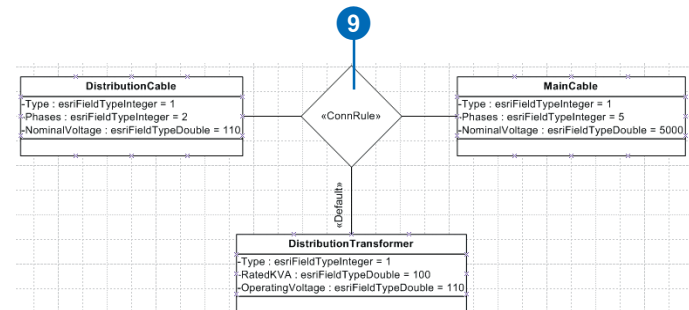 9
DistributionCable
-Type : esriFieldTypeInteger = 1
-Phases : esriFieldTypeInteger = 2
-NominalVoltage : esriFieldTypeDouble = 110
«ConnRule»
MainCable
-Type : esriFieldTypeInteger = 1
-Phases : esriFieldTypeInteger = 5
-NominalVoltage : esriFieldTypeDouble = 5000
«Default»
DistributionTransformer
-Type : esriFieldTypeInteger = 1
-RatedKVA : esriFieldTypeDouble = 100
-OperatingVoltage : esriFieldTypeDouble = 110